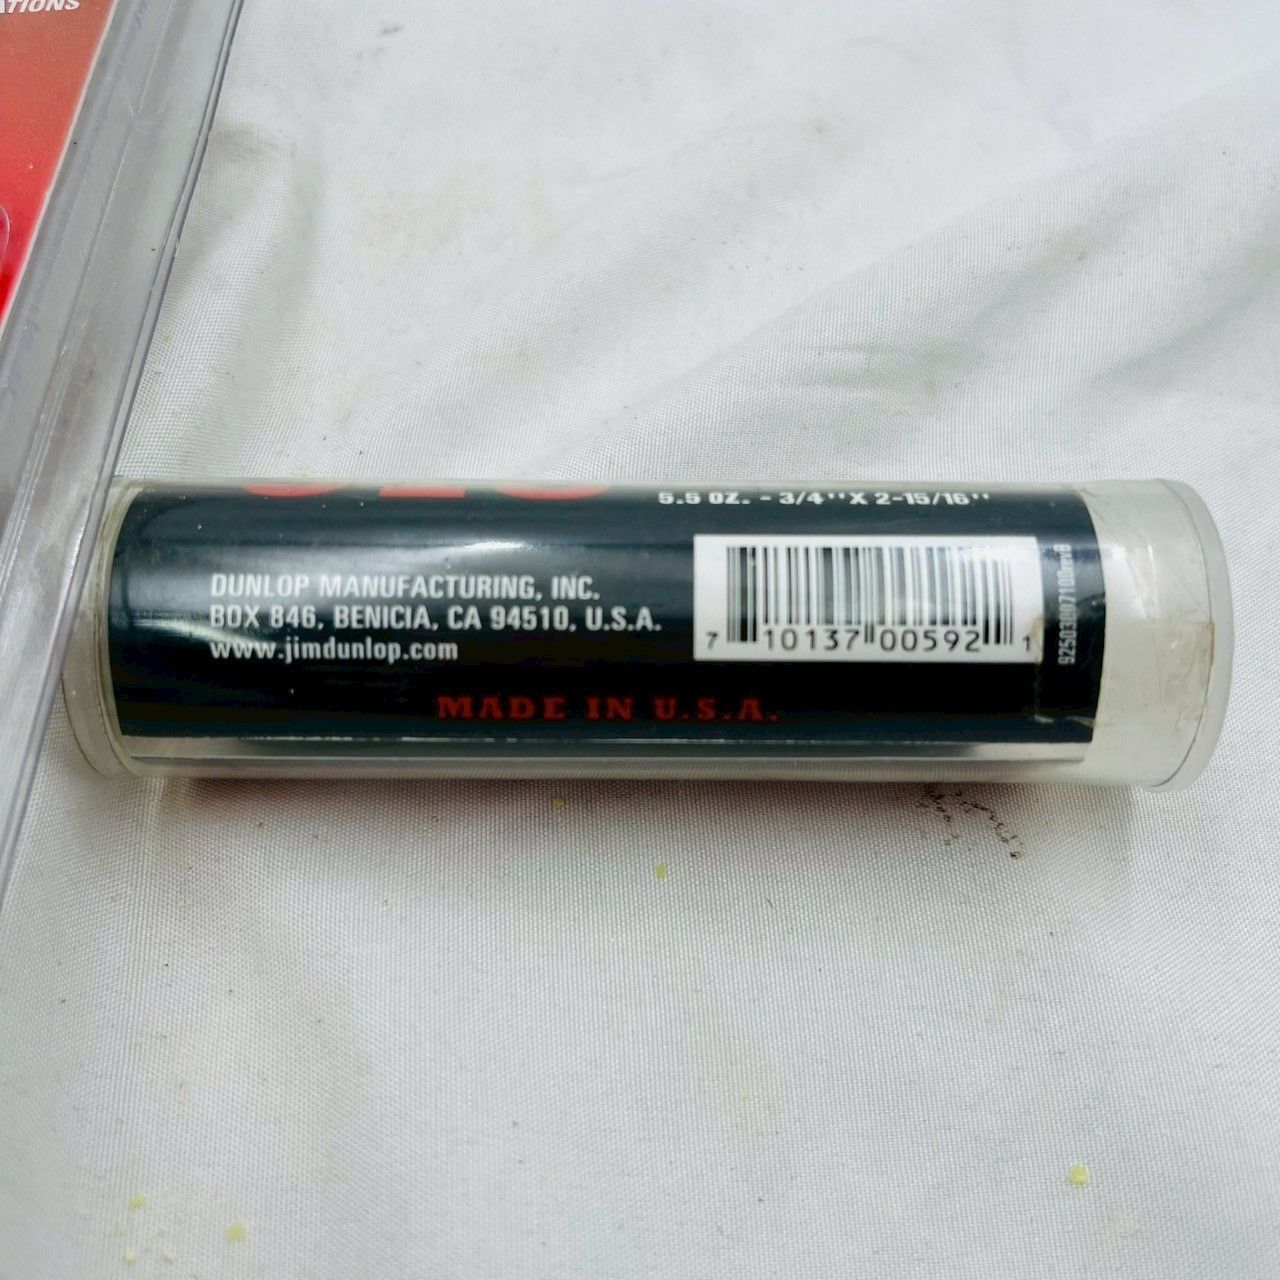 ATIONS
5.5 OZ. - 3/4'' X 2-15/16''
DUNLOP MANUFACTURING, INC.
BOX 846, BENICIA, CA 94510, U.S.A.
www.jimdunlop.com
7 10137 00592 1
MADE IN U.S.A.